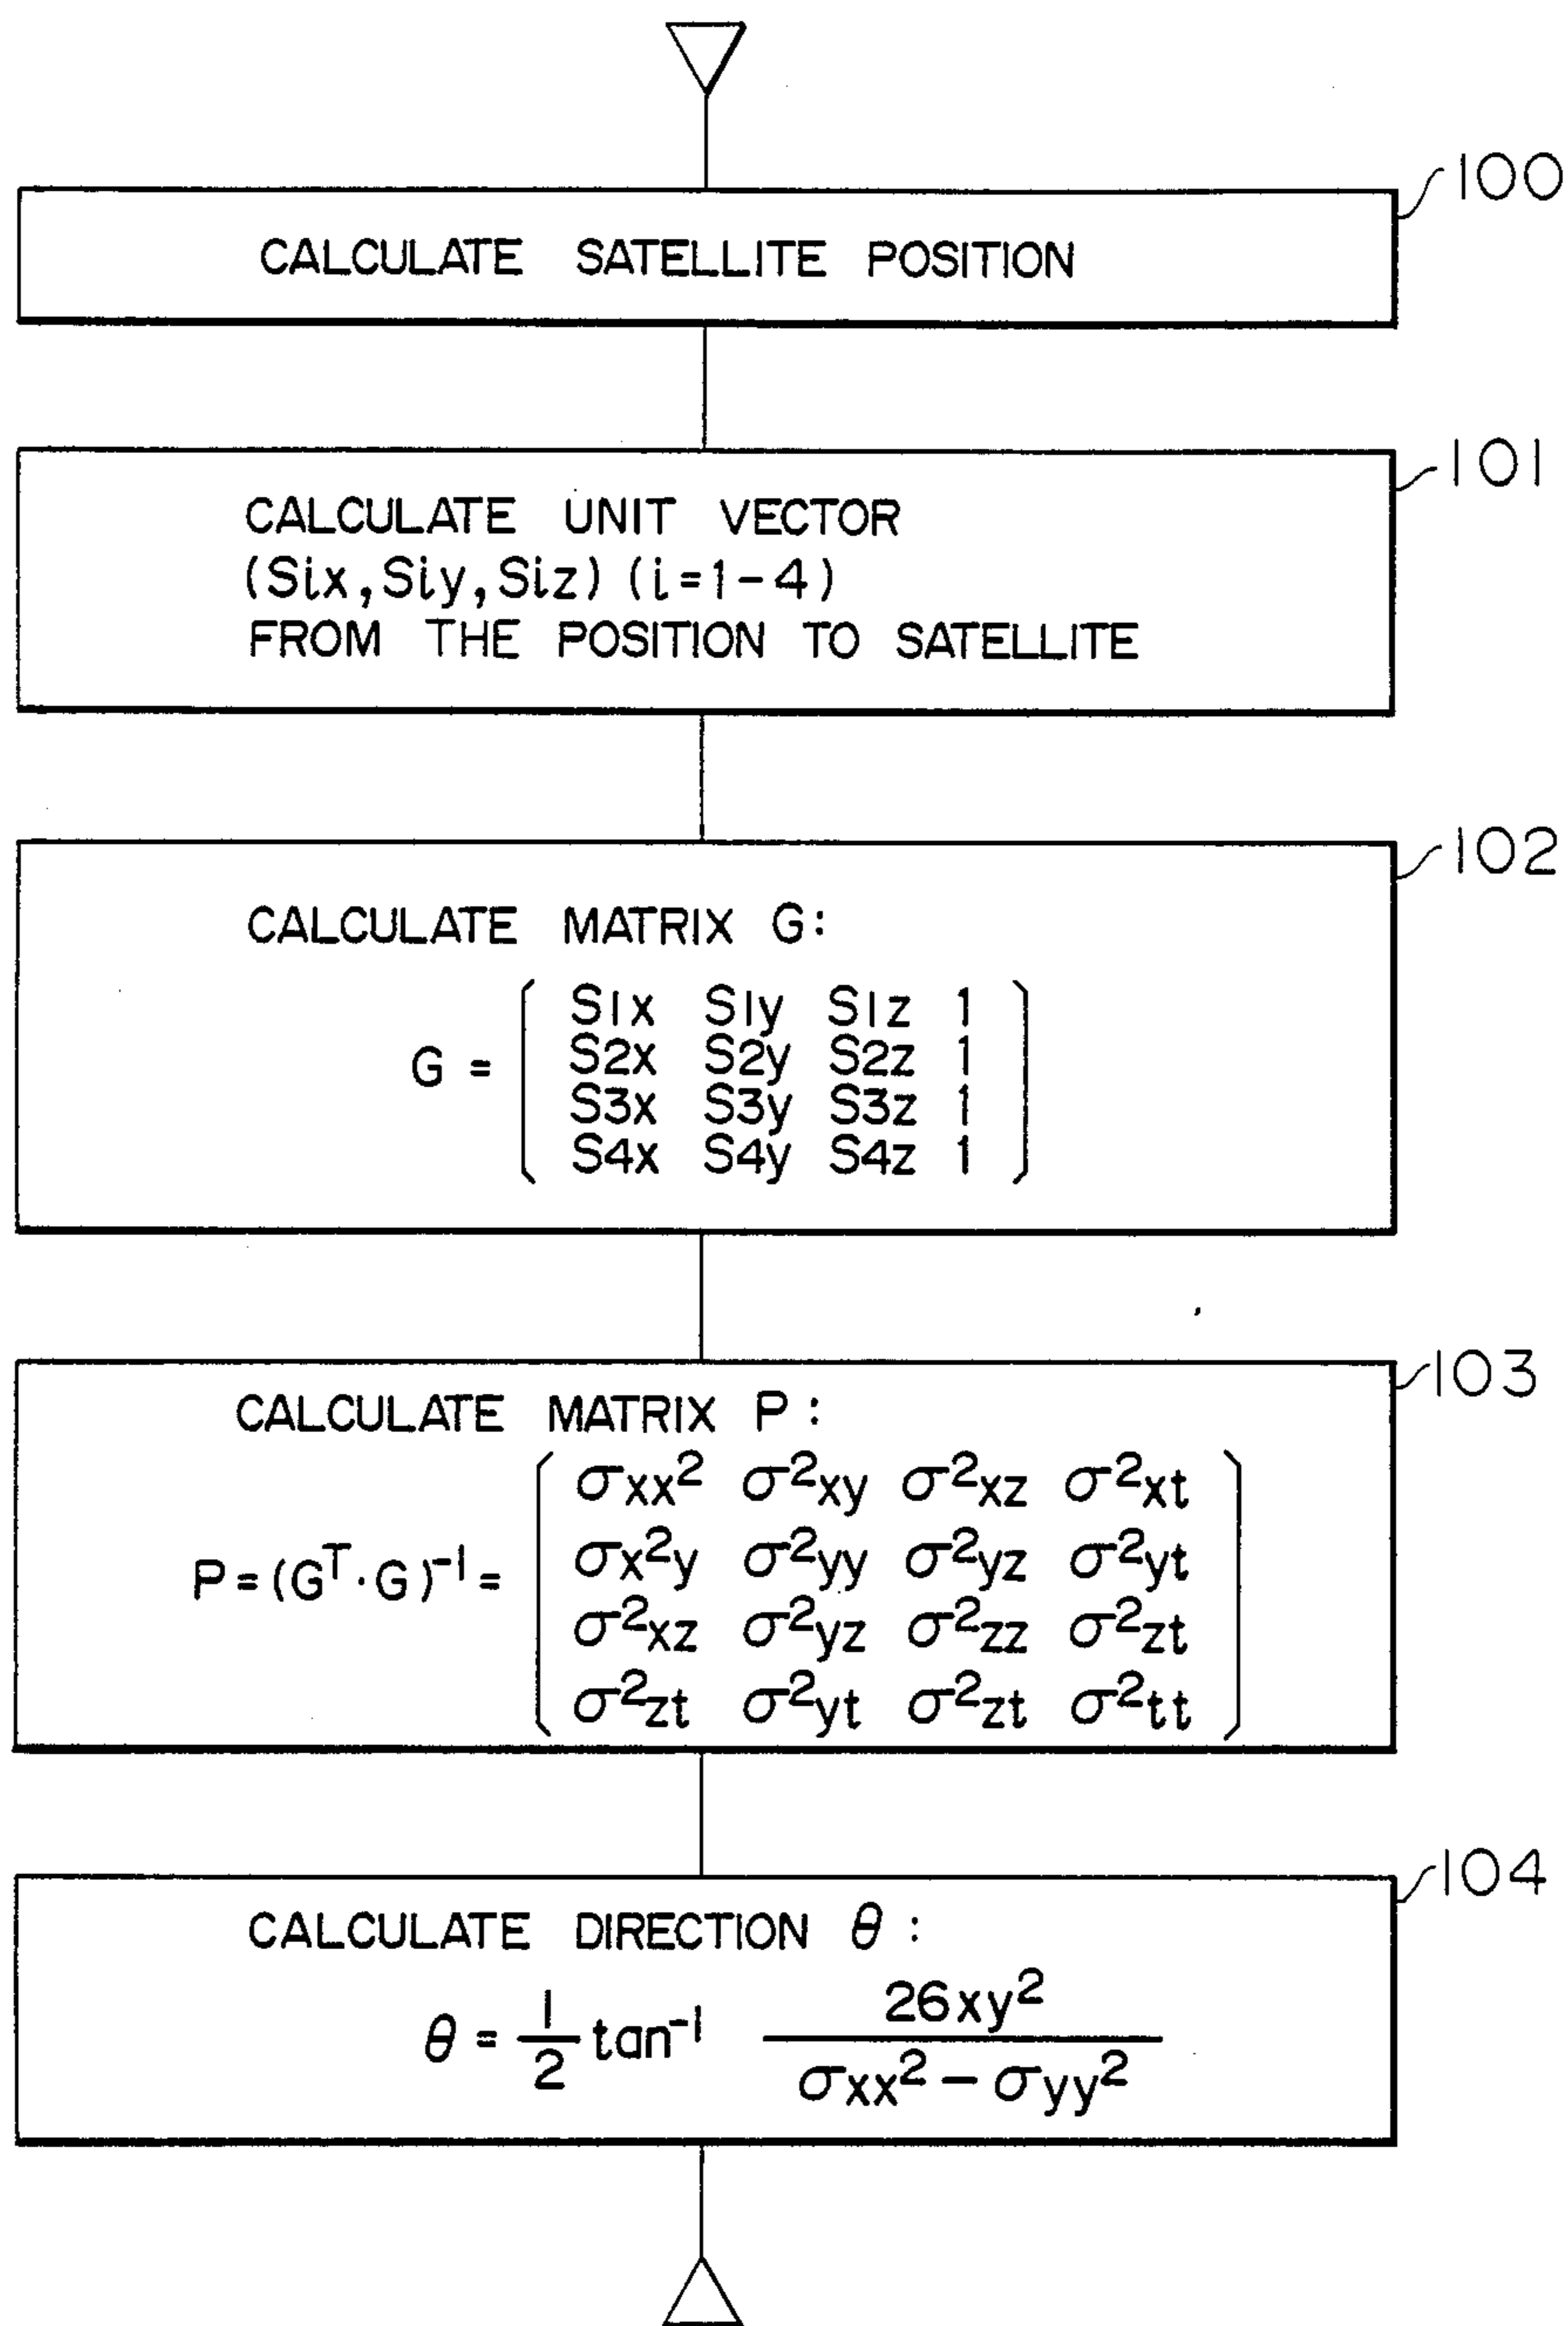 100
CALCULATE SATELLITE POSITION
101
CALCULATE UNIT VECTOR
(Six, Siy, Siz) (i=1-4)
FROM THE POSITION TO SATELLITE
102
CALCULATE MATRIX G:
G =
S1x S1y S1z 1
S2x S2y S2z 1
S3x S3y S3z 1
S4x S4y S4z 1
103
CALCULATE MATRIX P:
P=(Gᵀ·G)⁻¹=
σxx² σ²xy σ²xz σ²xt
σx²y σ²yy σ²yz σ²yt
σ²xz σ²yz σ²zz σ²zt
σ²zt σ²yt σ²zt σ²tt
104
CALCULATE DIRECTION θ:
θ = 1/2 tan⁻¹ 26xy² / σxx² − σyy²